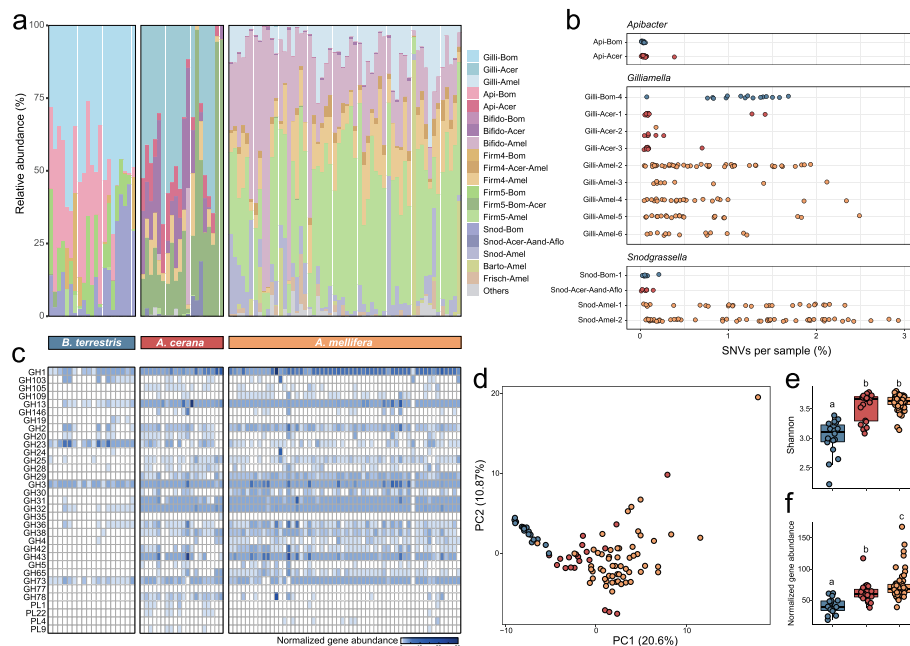 a
Relative abundance (%)
100
75
50
25
0
Gilli-Bom
Gilli-Acer
Gilli-Amel
Api-Bom
Api-Acer
Bifido-Bom
Bifido-Acer
Bifido-Amel
Firm4-Bom
Firm4-Acer-Amel
Firm4-Amel
Firm5-Bom
Firm5-Bom-Acer
Firm5-Amel
Snod-Bom
Snod-Acer-Aand-Aflo
Snod-Amel
Barto-Amel
Frisch-Amel
Others
B. terrestris
A. cerana
A. mellifera
b
Apibacter
Api-Bom
Api-Acer
Gilliamella
Gilli-Bom-4
Gilli-Acer-1
Gilli-Acer-2
Gilli-Acer-3
Gilli-Amel-2
Gilli-Amel-3
Gilli-Amel-4
Gilli-Amel-5
Gilli-Amel-6
Snodgrassella
Snod-Bom-1
Snod-Acer-Aand-Aflo
Snod-Amel-1
Snod-Amel-2
0 1 2 3
SNVs per sample (%)
c
GH1
GH103
GH105
GH109
GH13
GH146
GH19
GH2
GH20
GH23
GH24
GH25
GH28
GH29
GH3
GH30
GH31
GH32
GH35
GH36
GH38
GH4
GH42
GH43
GH5
GH65
GH73
GH77
GH78
PL1
PL22
PL4
PL9
Normalized gene abundance
d
PC2 (10.87%)
20
10
0
−10 0 10
PC1 (20.6%)
e
Shannon
3.5
3.0
2.5
a b b
f
Normalized gene abundance
150
100
50
a b c